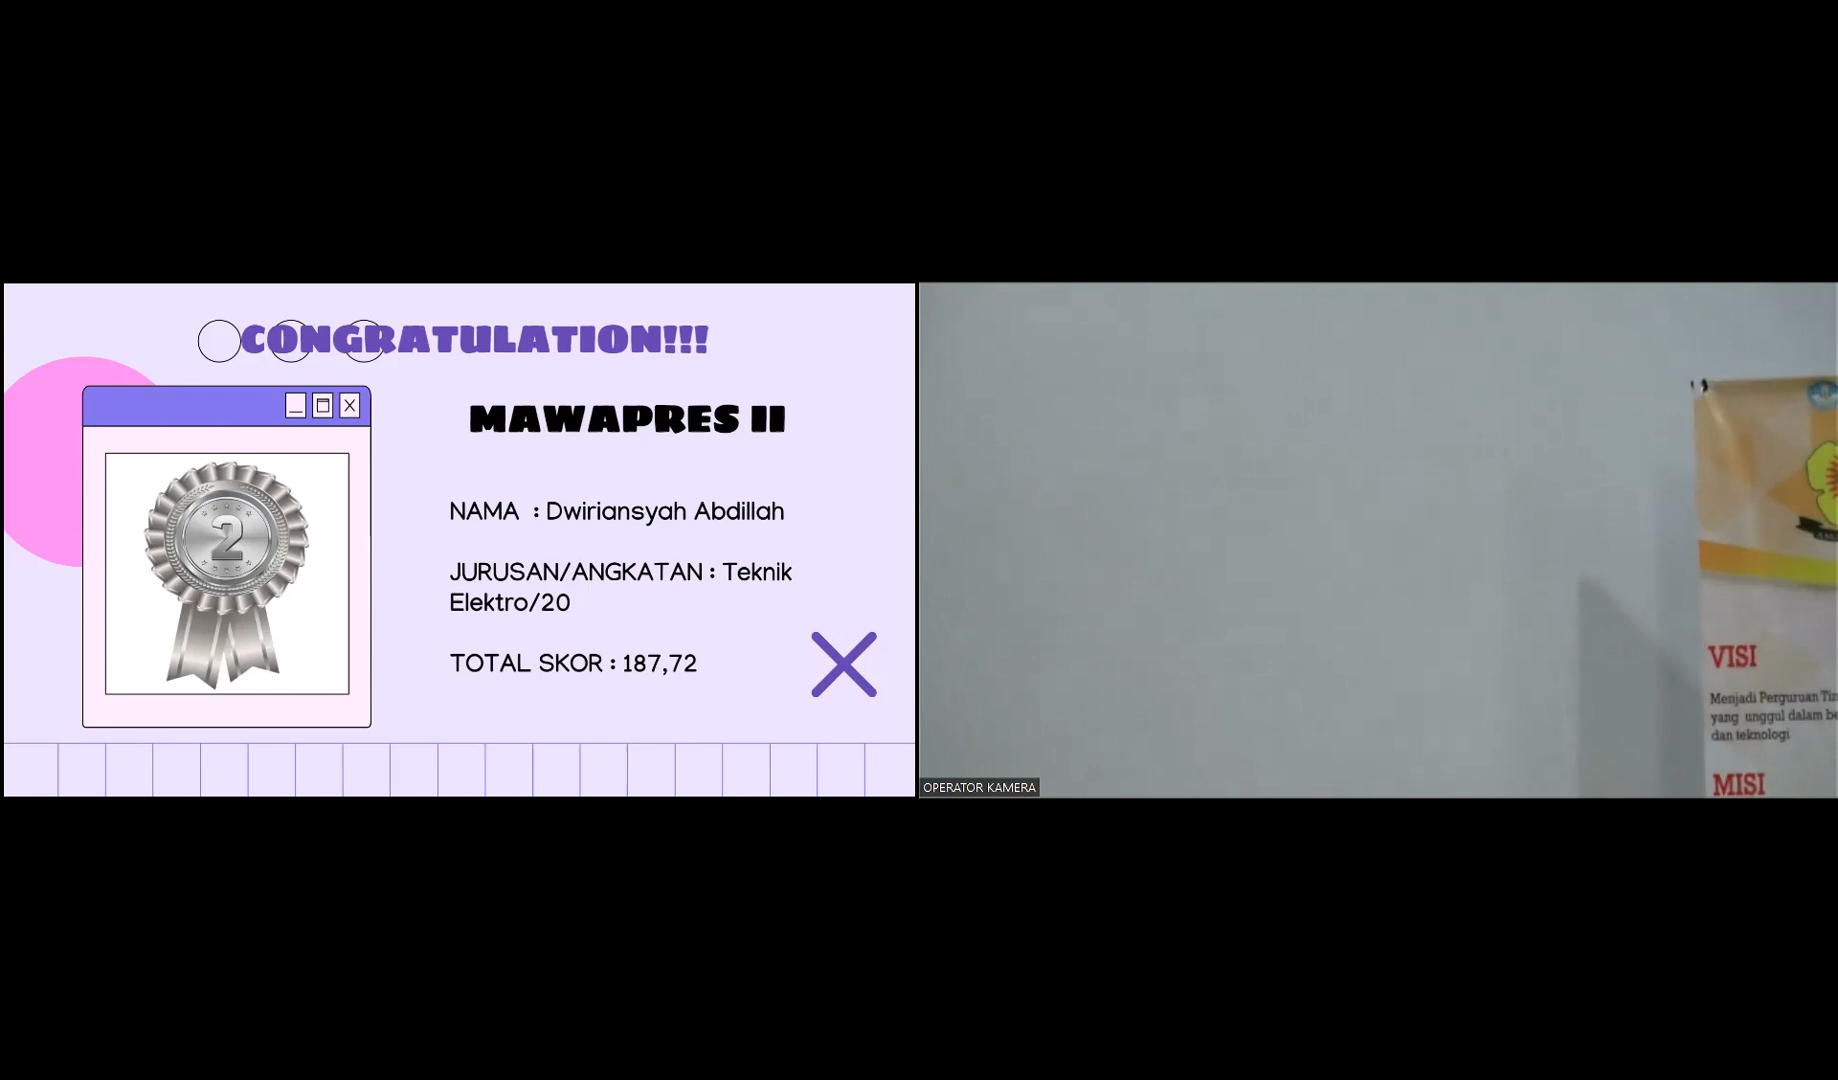 CONGRATULATION!!!
MAWAPRES II
2
NAMA : Dwiriansyah Abdillah
JURUSAN/ANGKATAN : Teknik
Elektro/20
TOTAL SKOR : 187,72
VISI
Menjadi Perguruan
yang unggul dalam
dan teknologi
MISI
OPERATOR KAMERA